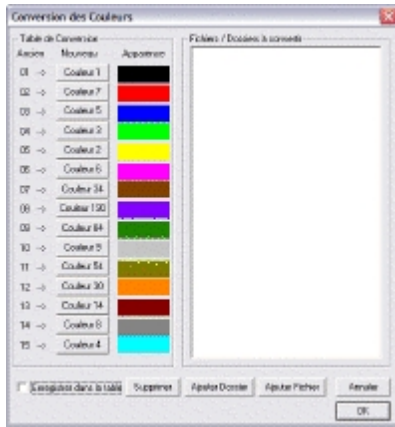 Conversion des Couleurs
Table de Conversion
Fichiers / Dossiers à convertir
Ancien Nouveau Apparence
01 -> Couleur 1
02 -> Couleur 7
03 -> Couleur 5
04 -> Couleur 3
05 -> Couleur 2
06 -> Couleur 6
07 -> Couleur 34
08 -> Couleur 190
09 -> Couleur 84
10 -> Couleur 9
11 -> Couleur 54
12 -> Couleur 30
13 -> Couleur 14
14 -> Couleur 8
15 -> Couleur 4
Enregistrer dans la table Supprimer Ajouter Dossier Ajouter Fichier Annuler
OK